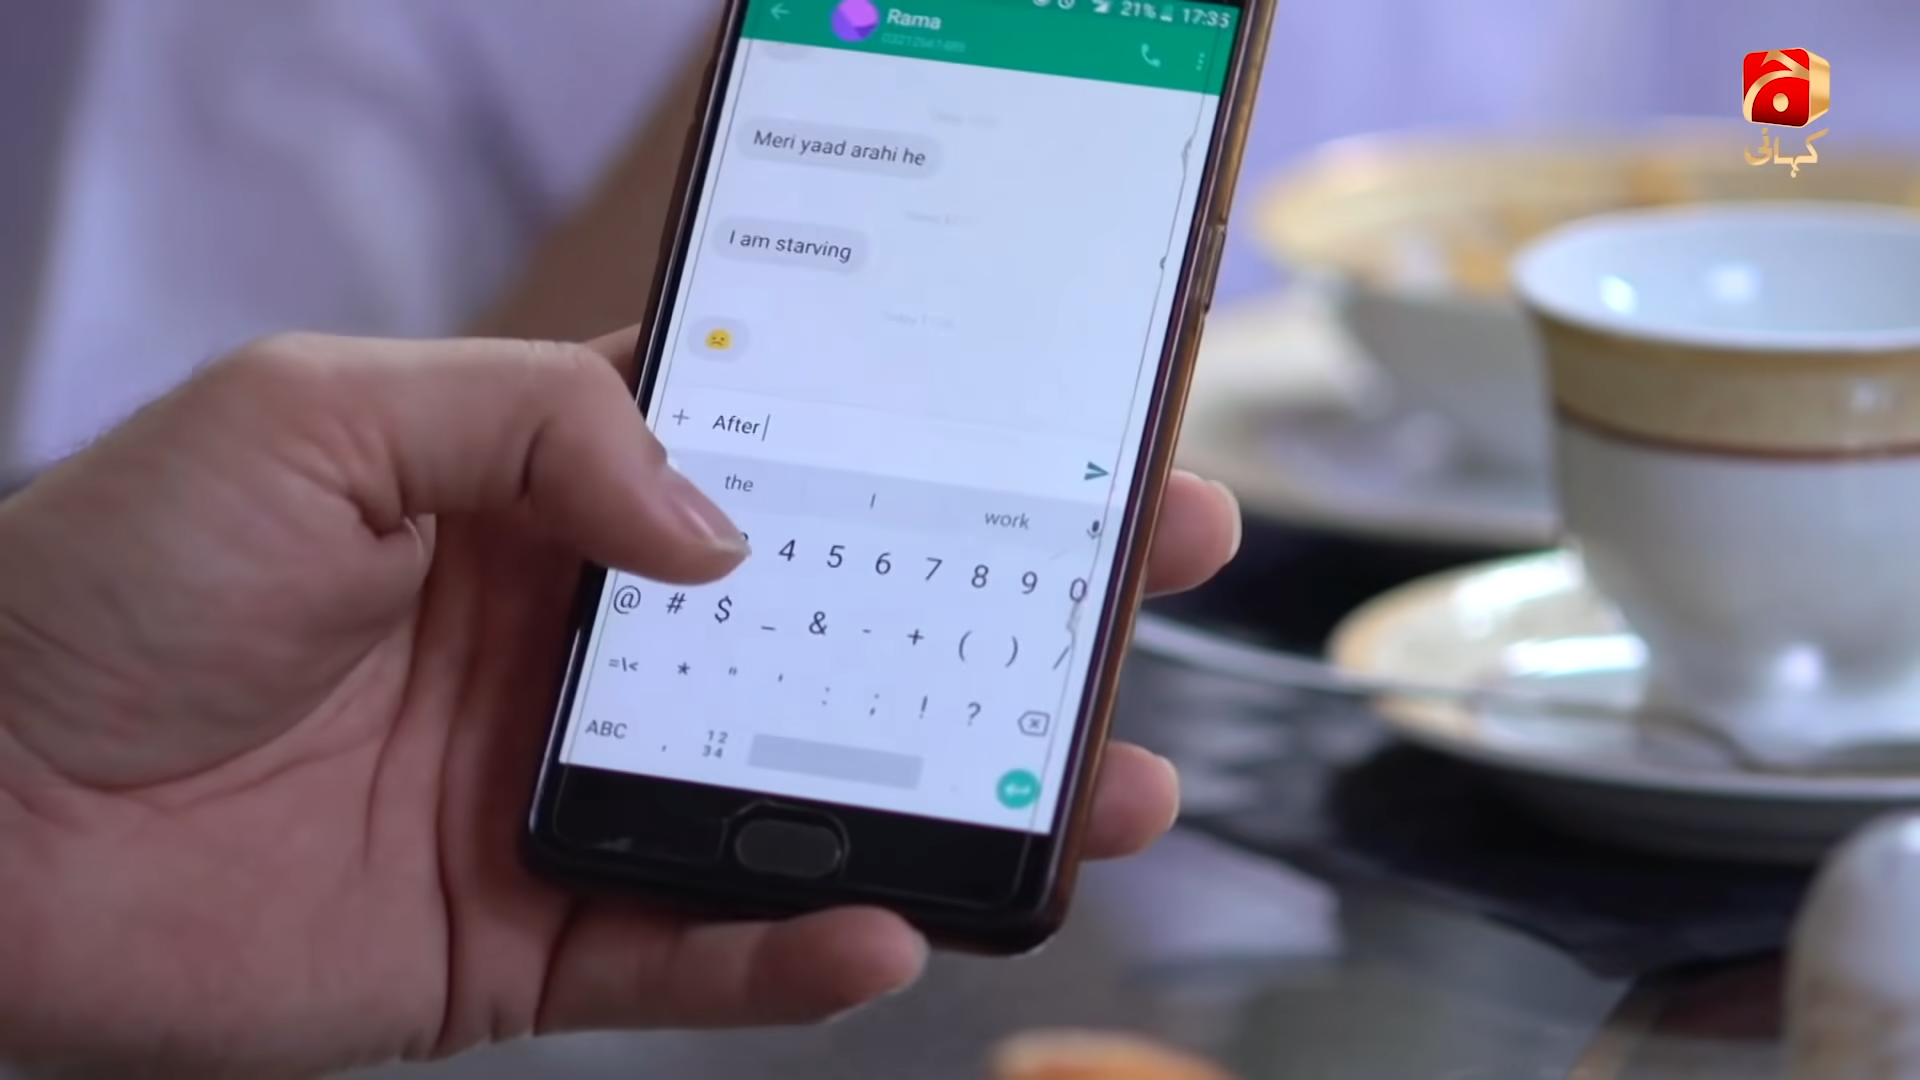 21% 17:35
Rama
Meri yaad arahi he
I am starving
After
the I work
4 5 6 7 8 9 0
@ # $ _ & - + ( ) /
=\< * " ' : ; ! ? 
ABC , 12 34
کہانی